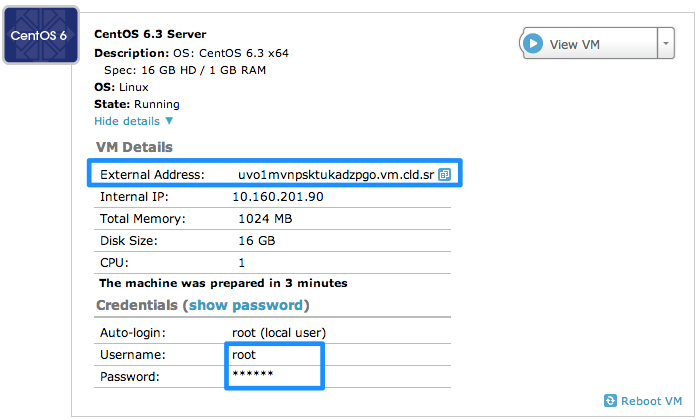 CentOS 6
CentOS 6.3 Server
View VM
Description: OS: CentOS 6.3 x64
Spec: 16 GB HD / 1 GB RAM
OS: Linux
State: Running
Hide details ▼
VM Details
External Address: uvo1mvnpsktukadzpgo.vm.cld.sr
Internal IP: 10.160.201.90
Total Memory: 1024 MB
Disk Size: 16 GB
CPU: 1
The machine was prepared in 3 minutes
Credentials (show password)
Auto-login: root (local user)
Username: root
Password: ******
Reboot VM